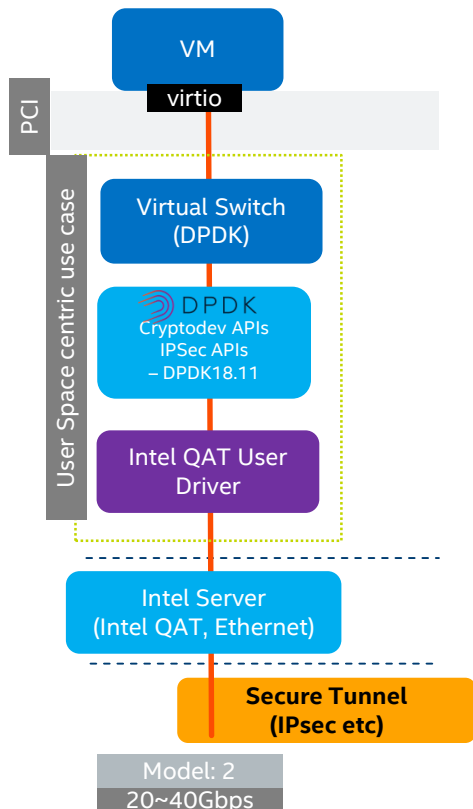 VM
virtio
PCI
User Space centric use case
Virtual Switch
(DPDK)
DPDK
Cryptodev APIs
IPSec APIs
– DPDK18.11
Intel QAT User
Driver
Intel Server
(Intel QAT, Ethernet)
Secure Tunnel
(IPsec etc)
Model: 2
20~40Gbps